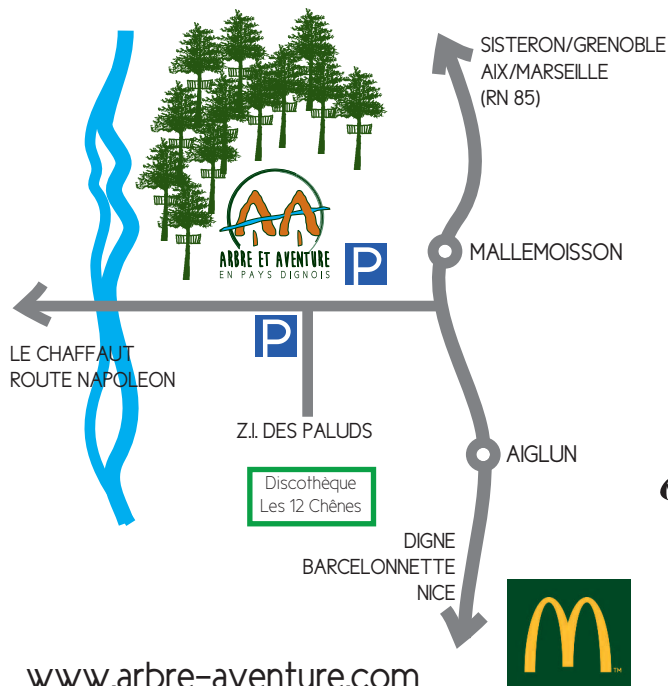 SISTERON/GRENOBLE
AIX/MARSEILLE
(RN 85)
ARBRE ET AVENTURE
EN PAYS DIGNOIS
P
MALLEMOISSON
P
LE CHAFFAUT
ROUTE NAPOLEON
Z.I. DES PALUDS
AIGLUN
Discothèque
Les 12 Chênes
DIGNE
BARCELONNETTE
NICE
TM
www.arbre-aventure.com